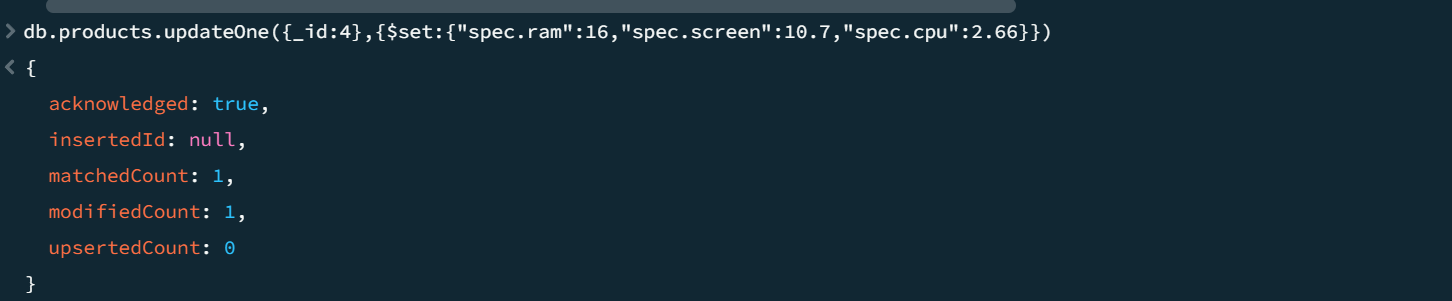 > db.products.updateOne({_id:4},{$set:{"spec.ram":16,"spec.screen":10.7,"spec.cpu":2.66}})
< {
acknowledged: true,
insertedId: null,
matchedCount: 1,
modifiedCount: 1,
upsertedCount: 0
}